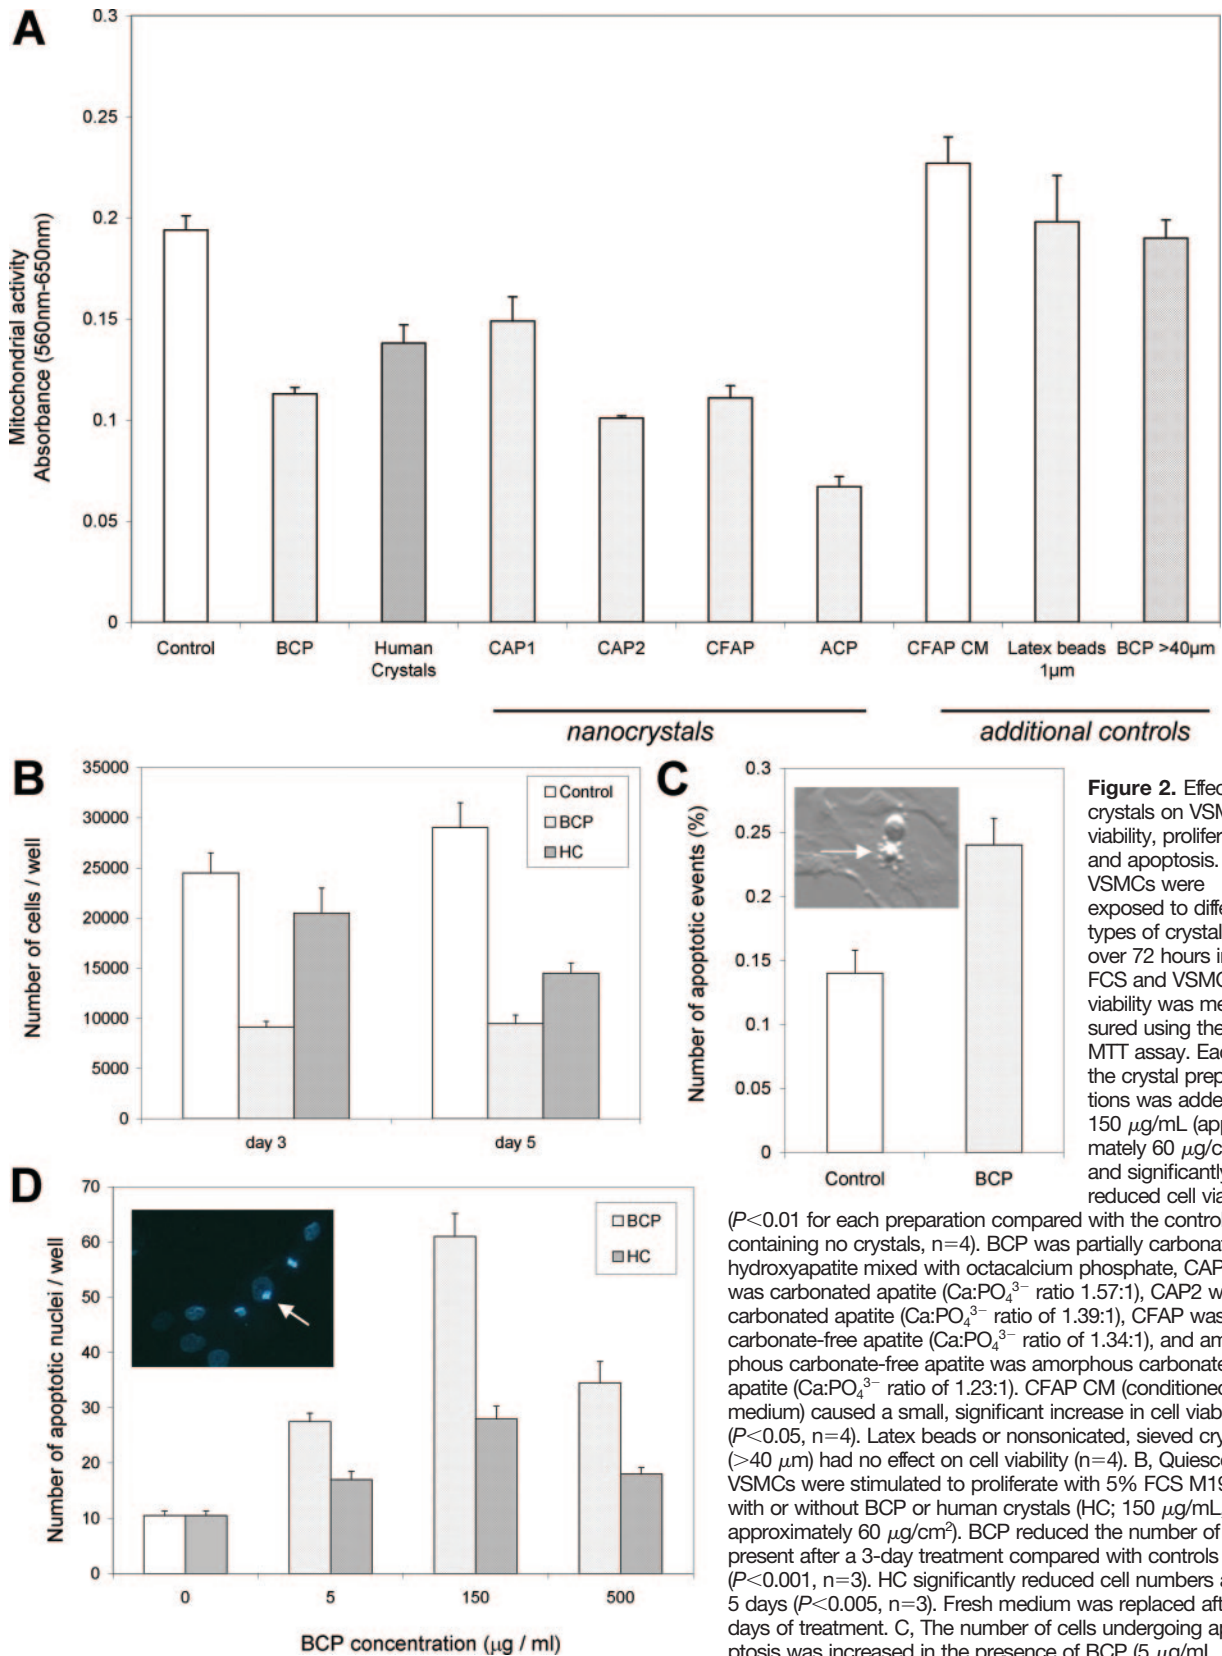 A
0.3
0.25
0.2
0.15
0.1
0.05
0
Mitochondrial activity
Absorbance (560nm-650nm)
Control
BCP
Human
Crystals
CAP1
CAP2
CFAP
ACP
CFAP CM
Latex beads
1µm
BCP >40µm
nanocrystals
additional controls
B
35000
30000
25000
20000
15000
10000
5000
0
Number of cells / well
Control
BCP
HC
day 3
day 5
C
0.3
0.25
0.2
0.15
0.1
0.05
0
Number of apoptotic events (%)
Control
BCP
D
70
60
50
40
30
20
10
0
Number of apoptotic nuclei / well
BCP
HC
0
5
150
500
BCP concentration (µg / ml)
Figure 2. Effec
crystals on VSM
viability, prolifer
and apoptosis.
VSMCs were
exposed to diffe
types of crystal
over 72 hours in
FCS and VSMC
viability was me
sured using the
MTT assay. Eac
the crystal prep
tions was adde
150 µg/mL (app
mately 60 µg/c
and significantly
reduced cell via
(P<0.01 for each preparation compared with the control
containing no crystals, n=4). BCP was partially carbonat
hydroxyapatite mixed with octacalcium phosphate, CAP
was carbonated apatite (Ca:PO₄³⁻ ratio 1.57:1), CAP2 w
carbonated apatite (Ca:PO₄³⁻ ratio of 1.39:1), CFAP was
carbonate-free apatite (Ca:PO₄³⁻ ratio of 1.34:1), and am
phous carbonate-free apatite was amorphous carbonate
apatite (Ca:PO₄³⁻ ratio of 1.23:1). CFAP CM (conditioned
medium) caused a small, significant increase in cell viab
(P<0.05, n=4). Latex beads or nonsonicated, sieved cry
(>40 µm) had no effect on cell viability (n=4). B, Quiesc
VSMCs were stimulated to proliferate with 5% FCS M19
with or without BCP or human crystals (HC; 150 µg/mL,
approximately 60 µg/cm²). BCP reduced the number of
present after a 3-day treatment compared with controls
(P<0.001, n=3). HC significantly reduced cell numbers a
5 days (P<0.005, n=3). Fresh medium was replaced afte
days of treatment. C, The number of cells undergoing ap
ptosis was increased in the presence of BCP (5 µg/ml